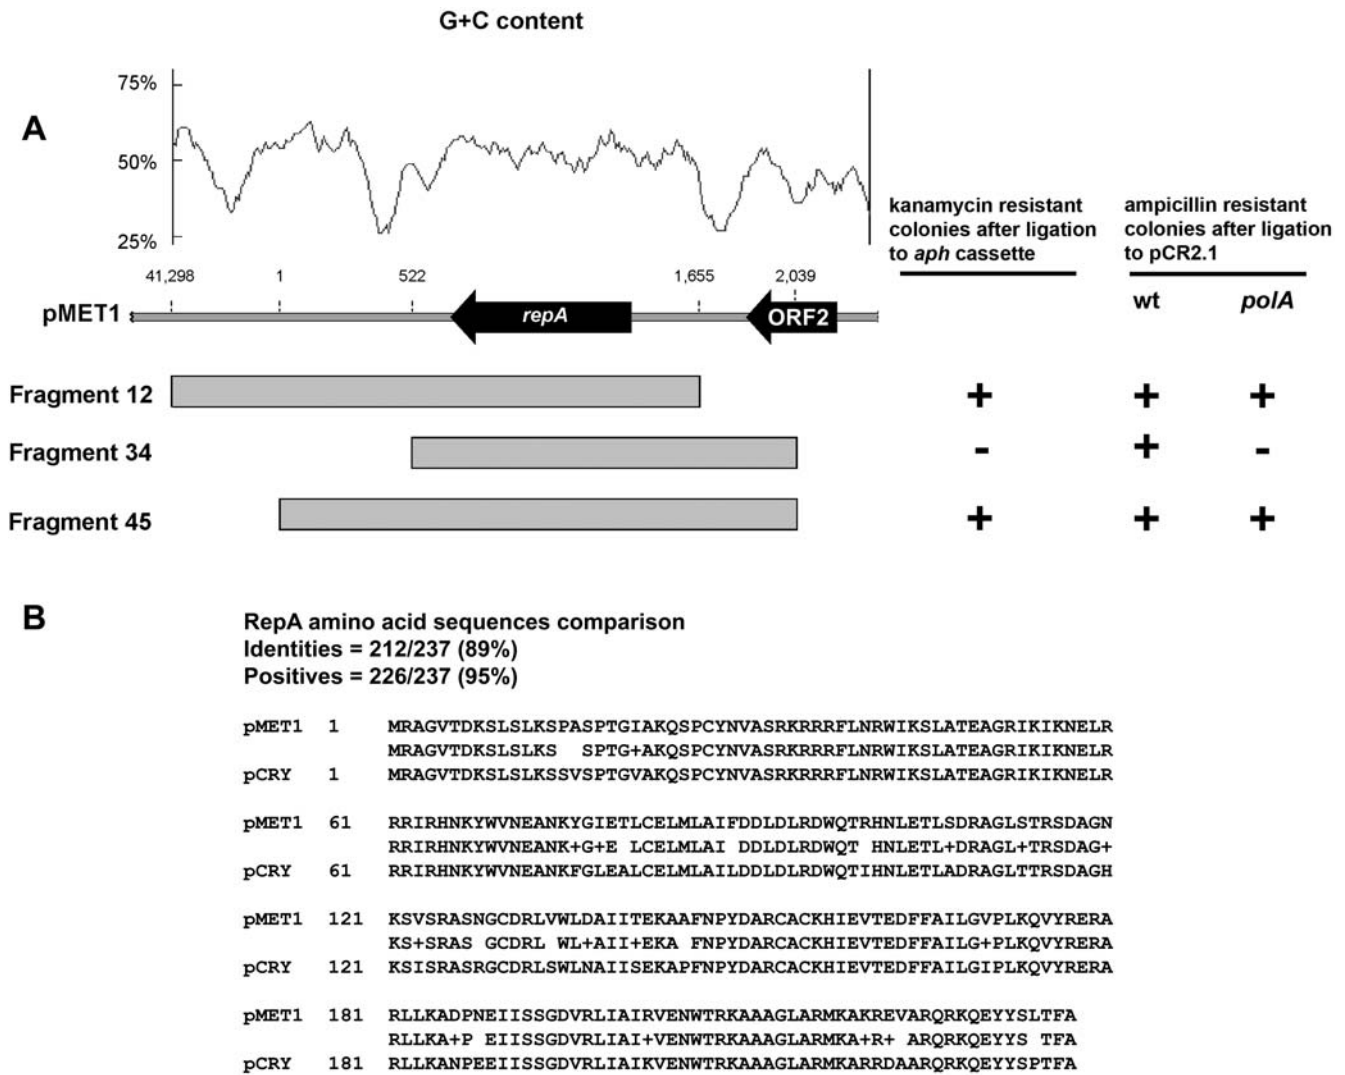 G+C content
A
75%
50%
25%
kanamycin resistant
colonies after ligation
to aph cassette
ampicillin resistant
colonies after ligation
to pCR2.1
wt polA
41,298 1 522 1,655 2,039
pMET1 repA ORF2
Fragment 12 + + +
Fragment 34 - + -
Fragment 45 + + +
B
RepA amino acid sequences comparison
Identities = 212/237 (89%)
Positives = 226/237 (95%)
pMET1 1 MRAGVTDKSLSLKSPASPTGIAKQSPCYNVASRKRRRFLNRWIKSLATEAGRIKIKNELR
MRAGVTDKSLSLKS  SPTG+AKQSPCYNVASRKRRRFLNRWIKSLATEAGRIKIKNELR
pCRY 1 MRAGVTDKSLSLKSSVSPTGVAKQSPCYNVASRKRRRFLNRWIKSLATEAGRIKIKNELR
pMET1 61 RRIRHNKYWVNEANKYGIETLCELMLAIFDDLDLRDWQTRHNLETLSDRAGLSTRSDAGN
RRIRHNKYWVNEANK+G+E LCELMLAI DDLDLRDWQT HNLETL+DRAGL+TRSDAG+
pCRY 61 RRIRHNKYWVNEANKFGLEALCELMLAILDDLDLRDWQTIHNLETLADRAGLTTRSDAGH
pMET1 121 KSVSRASNGCDRLVWLDAIITEKAAFNPYDARCACKHIEVTEDFFAILGVPLKQVYRERA
KS+SRAS GCDRL WL+AII+EKA FNPYDARCACKHIEVTEDFFAILG+PLKQVYRERA
pCRY 121 KSISRASRGCDRLSWLNAIISEKAPFNPYDARCACKHIEVTEDFFAILGIPLKQVYRERA
pMET1 181 RLLKADPNEIISSGDVRLIAIRVENWTRKAAAGLARMKAKREVARQRKQEYYSLTFA
RLLKA+P EIISSGDVRLIAI+VENWTRKAAAGLARMKA+R+ ARQRKQEYYS TFA
pCRY 181 RLLKANPEEIISSGDVRLIAIKVENWTRKAAAGLARMKARRDAARQRKQEYYSPTFA